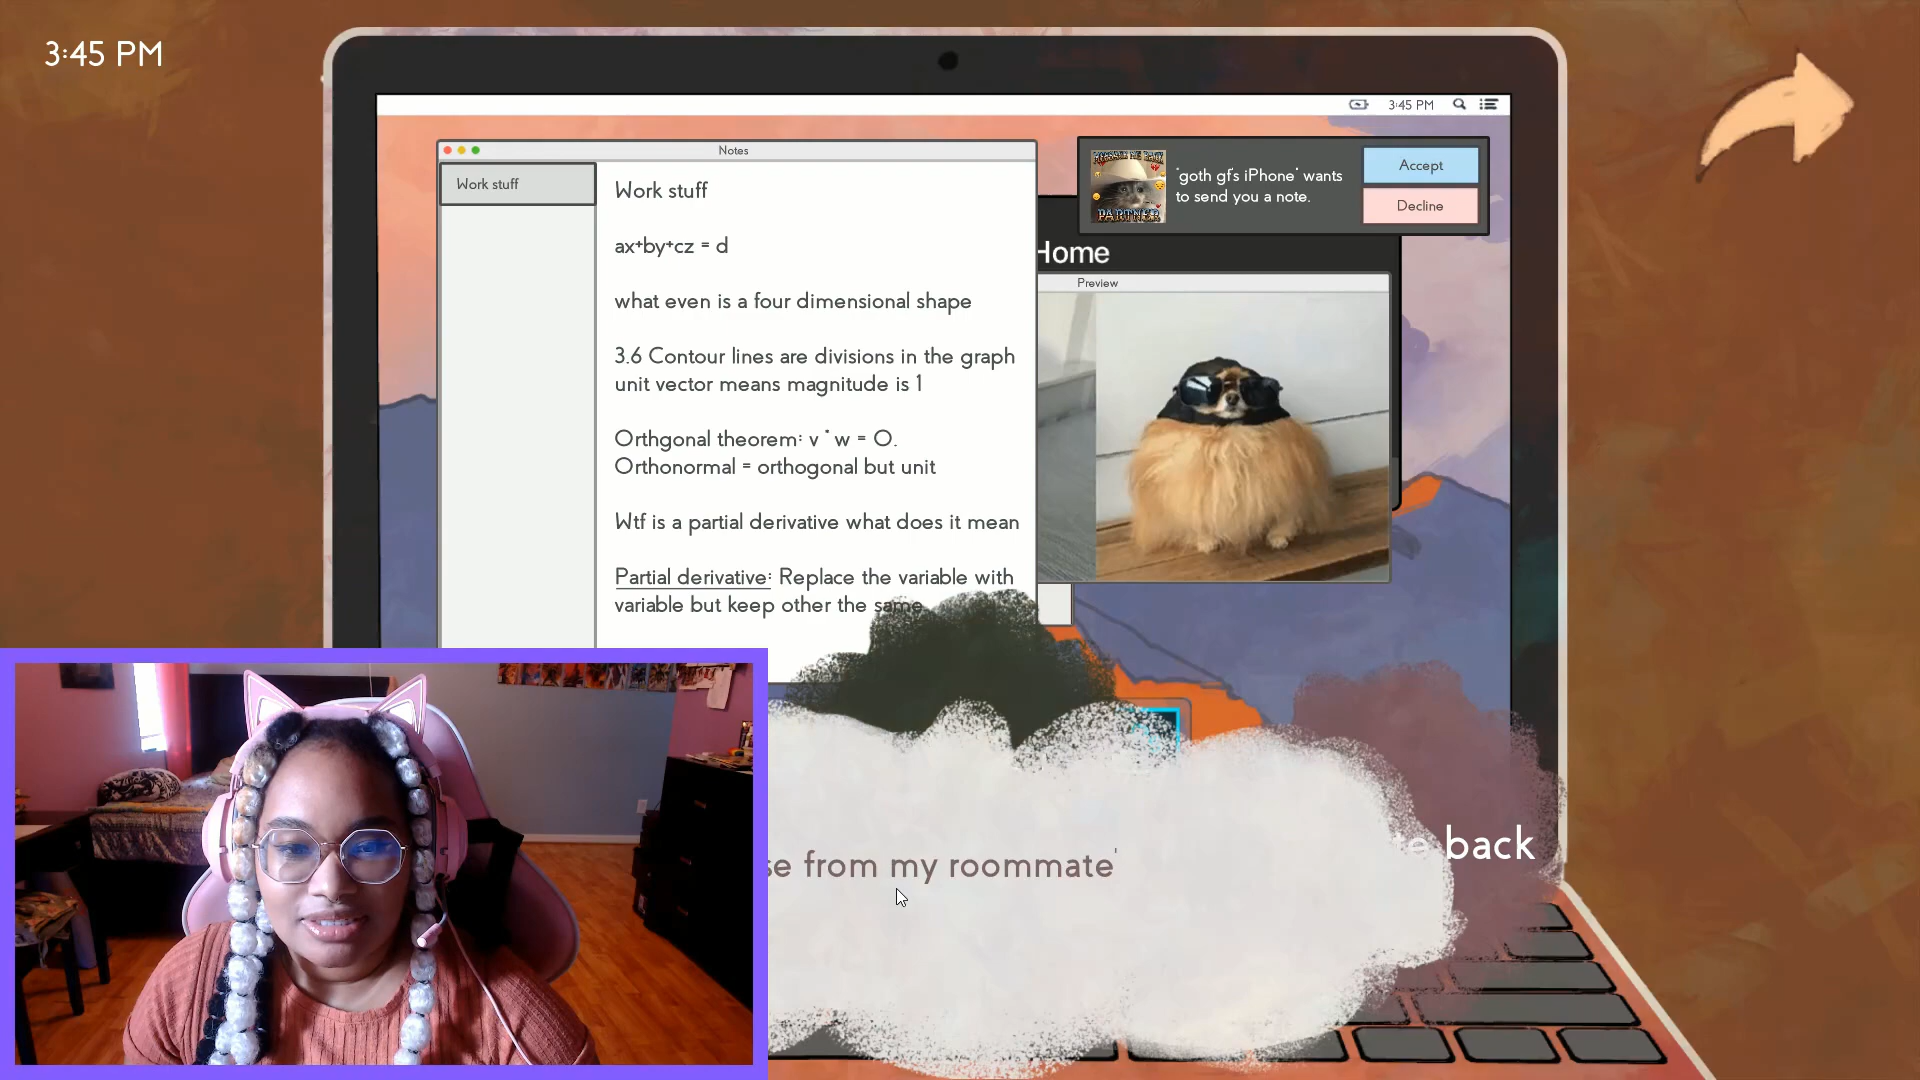 3:45 PM
3:45 PM
Notes
Work stuff
Work stuff
ax+by+cz = d
what even is a four dimensional shape
3.6 Contour lines are divisions in the graph
unit vector means magnitude is 1
Orthgonal theorem: v * w = 0.
Orthonormal = orthogonal but unit
Wtf is a partial derivative what does it mean
Partial derivative: Replace the variable with
variable but keep other the same
PARTNER
"goth gf's iPhone" wants
to send you a note.
Accept
Decline
Home
Preview
from my roommate'
back